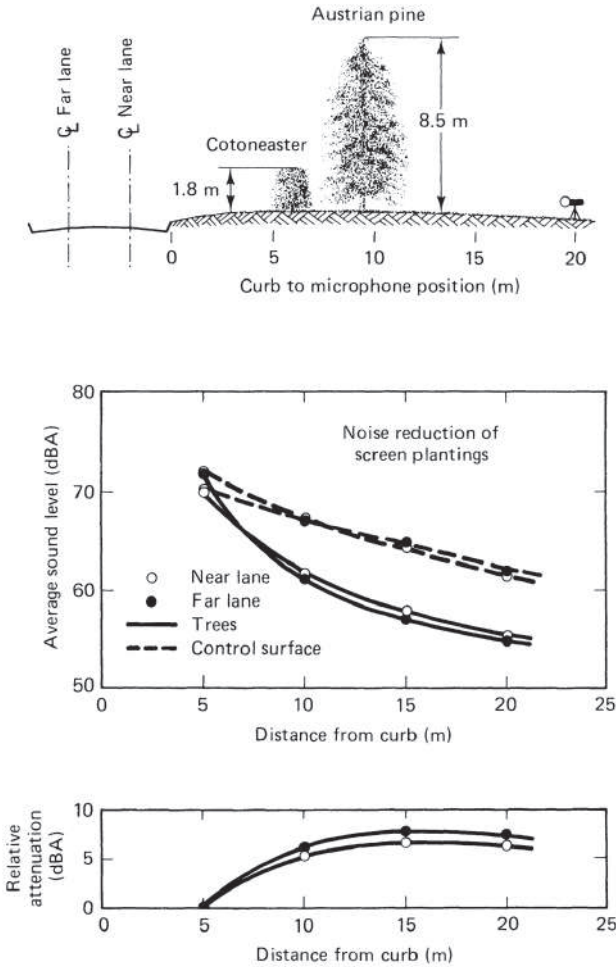 Austrian pine
℄ Far lane
℄ Near lane
Cotoneaster
8.5 m
1.8 m
0 5 10 15 20
Curb to microphone position (m)
80
70
60
50
Average sound level (dBA)
Noise reduction of
screen plantings
Near lane
Far lane
Trees
Control surface
0 5 10 15 20 25
Distance from curb (m)
10
5
0
Relative
attenuation
(dBA)
0 5 10 15 20 25
Distance from curb (m)